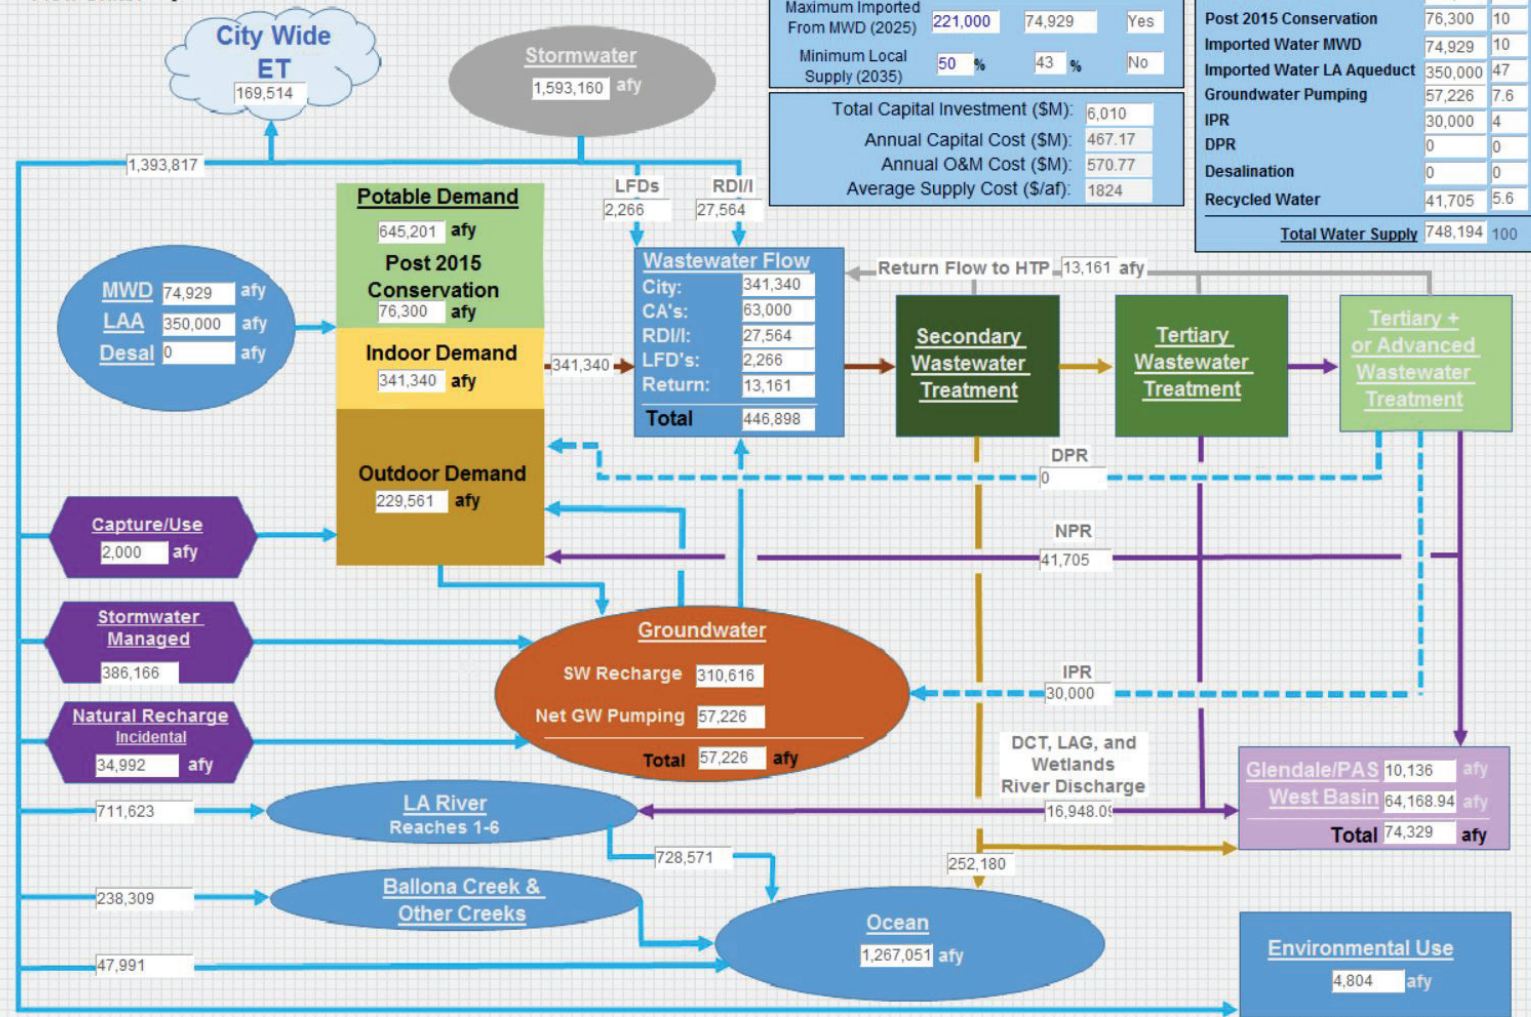 City Wide
ET
169,514
Stormwater
1,593,160 afy
Maximum Imported
From MWD (2025)
221,000
74,929
Yes
Minimum Local
Supply (2035)
50 %
43 %
No
Total Capital Investment ($M): 6,010
Annual Capital Cost ($M): 467.17
Annual O&M Cost ($M): 570.77
Average Supply Cost ($/af): 1824
Post 2015 Conservation 76,300 10
Imported Water MWD 74,929 10
Imported Water LA Aqueduct 350,000 47
Groundwater Pumping 57,226 7.6
IPR 30,000 4
DPR 0 0
Desalination 0 0
Recycled Water 41,705 5.6
Total Water Supply 748,194 100
1,393,817
LFDs
2,266
RDI/I
27,564
Potable Demand
645,201 afy
Post 2015
Conservation
76,300 afy
Indoor Demand
341,340 afy
Outdoor Demand
229,561 afy
MWD 74,929 afy
LAA 350,000 afy
Desal 0 afy
341,340
Wastewater Flow
City: 341,340
CA's: 63,000
RDI/I: 27,564
LFD's: 2,266
Return: 13,161
Total 446,898
Return Flow to HTP 13,161 afy
Secondary
Wastewater
Treatment
Tertiary
Wastewater
Treatment
Tertiary +
or Advanced
Wastewater
Treatment
DPR
0
NPR
41,705
IPR
30,000
Capture/Use
2,000 afy
Stormwater
Managed
386,166
Natural Recharge
Incidental
34,992 afy
Groundwater
SW Recharge 310,616
Net GW Pumping 57,226
Total 57,226 afy
DCT, LAG, and
Wetlands
River Discharge
16,948.09
Glendale/PAS 10,136 afy
West Basin 64,168.94 afy
Total 74,329 afy
711,623
LA River
Reaches 1-6
728,571
252,180
238,309
Ballona Creek &
Other Creeks
47,991
Ocean
1,267,051 afy
Environmental Use
4,804 afy